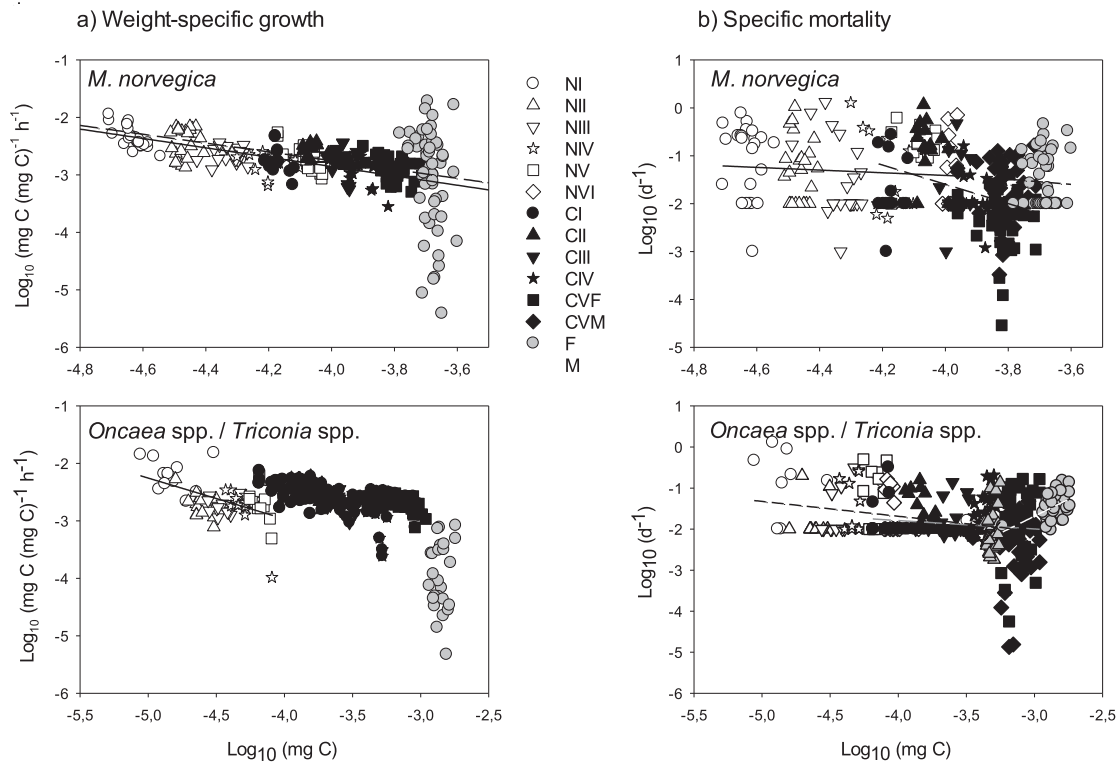 a) Weight-specific growth
b) Specific mortality
M. norvegica
Log10 (mg C (mg C)⁻¹ h⁻¹)
-1
-2
-3
-4
-5
-6
-4,8 -4,6 -4,4 -4,2 -4,0 -3,8 -3,6
NI
NII
NIII
NIV
NV
NVI
CI
CII
CIII
CIV
CVF
CVM
F
M
M. norvegica
Log10 (d⁻¹)
1
0
-1
-2
-3
-4
-5
-4,8 -4,6 -4,4 -4,2 -4,0 -3,8 -3,6
Oncaea spp. / Triconia spp.
Log10 (mg C (mg C)⁻¹ h⁻¹)
-1
-2
-3
-4
-5
-6
-5,5 -5,0 -4,5 -4,0 -3,5 -3,0 -2,5
Log10 (mg C)
Oncaea spp. / Triconia spp.
Log10 (d⁻¹)
1
0
-1
-2
-3
-4
-5
-5,5 -5,0 -4,5 -4,0 -3,5 -3,0 -2,5
Log10 (mg C)